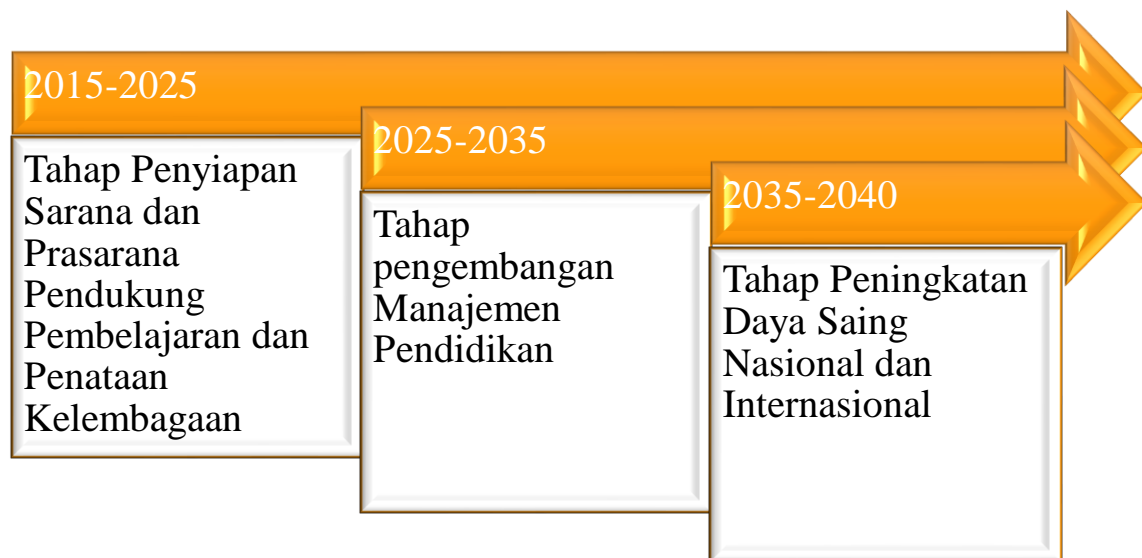 2015-2025
Tahap Penyiapan
Sarana dan
Prasarana
Pendukung
Pembelajaran dan
Penataan
Kelembagaan
2025-2035
Tahap
pengembangan
Manajemen
Pendidikan
2035-2040
Tahap Peningkatan
Daya Saing
Nasional dan
Internasional